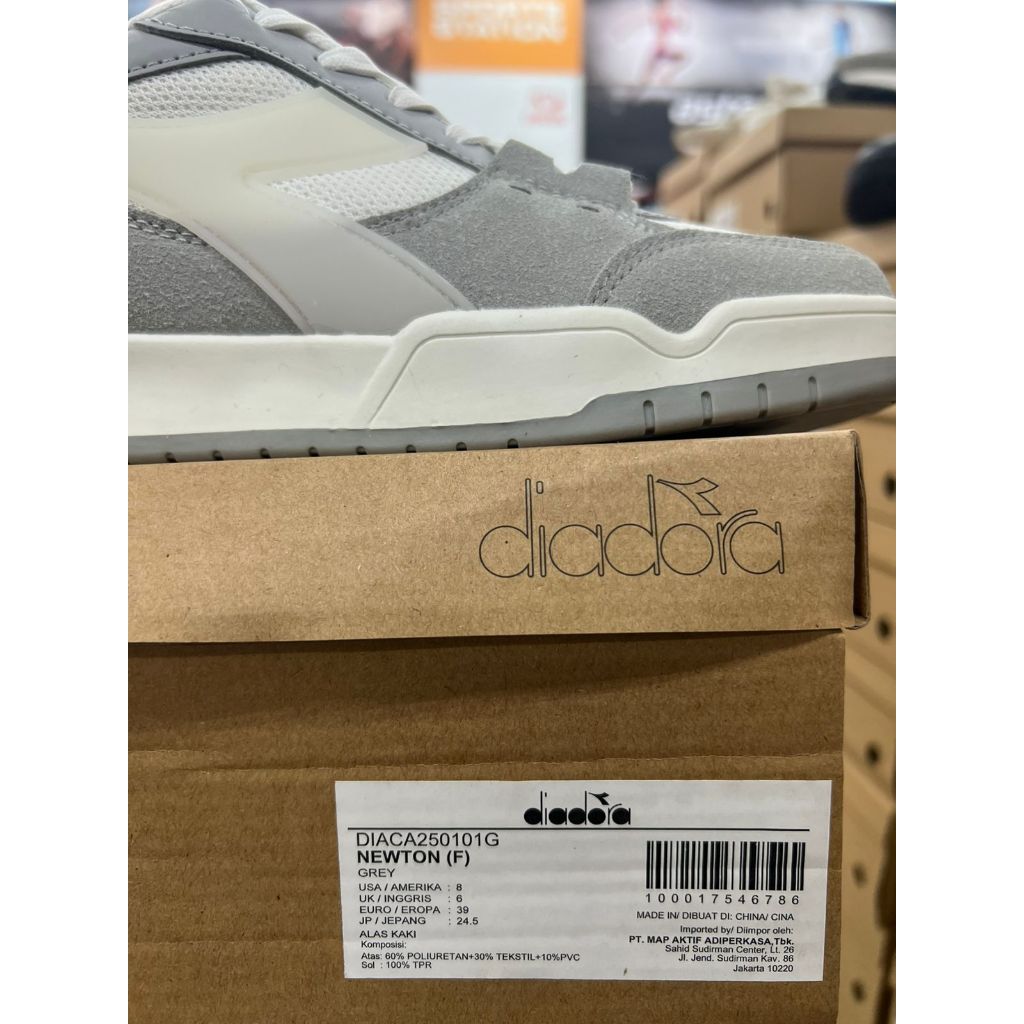 SPORTS
STATION
diadora
diadora
DIACA250101G
NEWTON (F)
GREY
USA / AMERIKA : 8
UK / INGGRIS : 6
EURO / EROPA : 39
JP / JEPANG : 24.5
ALAS KAKI
Komposisi:
Atas: 60% POLIURETAN+30% TEKSTIL+10%PVC
Sol : 100% TPR
100017546786
MADE IN/ DIBUAT DI: CHINA/ CINA
Imported by/ Diimpor oleh:
PT. MAP AKTIF ADIPERKASA,Tbk.
Sahid Sudirman Center, Lt. 26
Jl. Jend. Sudirman Kav. 86
Jakarta 10220